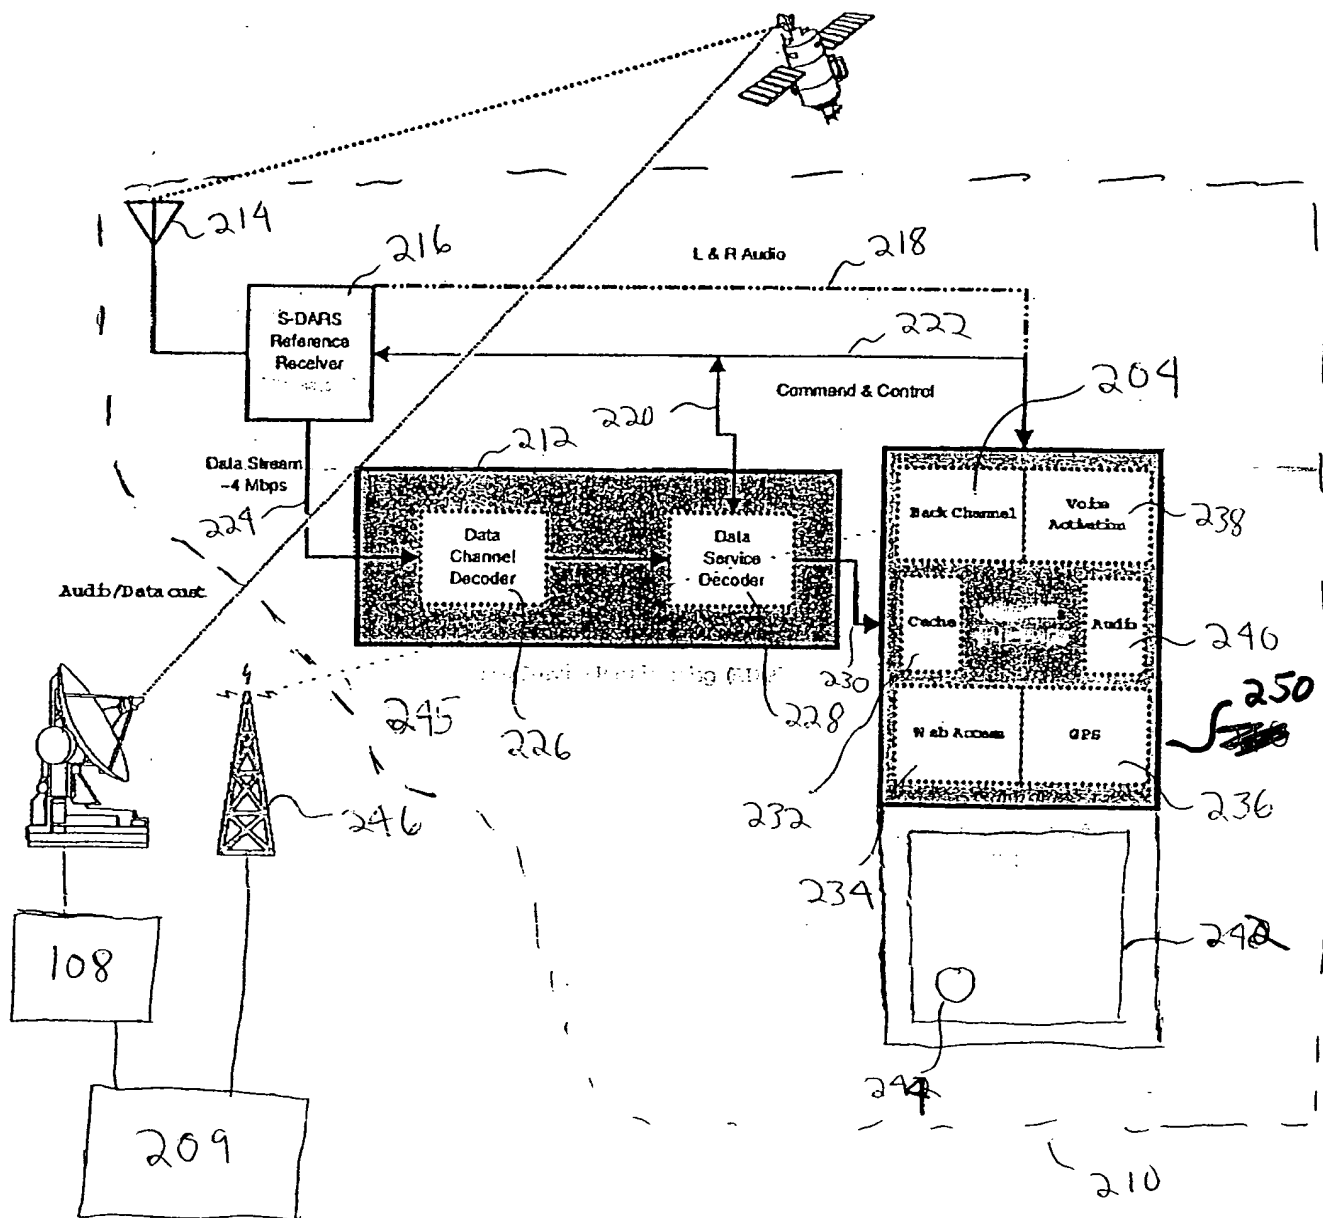 214
216
L & R Audio
218
S-DARS
Reference
Receiver
222
204
Command & Control
220
212
Data Stream
~4 Mbps
224
Back Channel
Voice
Activation
238
Data
Channel
Decoder
Data
Service
Decoder
Audio/Data cust.
Cache
Audio
240
230
250
245
226
228
Web Access
GPS
246
232
236
234
242
108
244
209
210